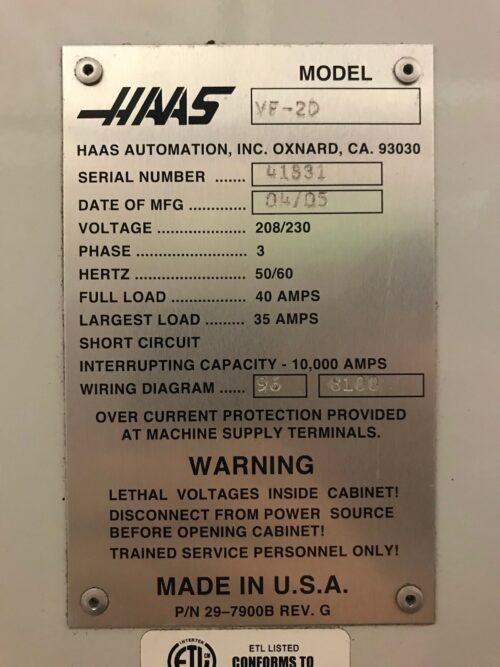 MODEL
HAAS VF-2D
HAAS AUTOMATION, INC. OXNARD, CA. 93030
SERIAL NUMBER ....... 41831
DATE OF MFG ............. 04/05
VOLTAGE .................... 208/230
PHASE ......................... 3
HERTZ ......................... 50/60
FULL LOAD ................. 40 AMPS
LARGEST LOAD ......... 35 AMPS
SHORT CIRCUIT
INTERRUPTING CAPACITY - 10,000 AMPS
WIRING DIAGRAM ...... 96
OVER CURRENT PROTECTION PROVIDED
AT MACHINE SUPPLY TERMINALS.
WARNING
LETHAL VOLTAGES INSIDE CABINET!
DISCONNECT FROM POWER SOURCE
BEFORE OPENING CABINET!
TRAINED SERVICE PERSONNEL ONLY!
MADE IN U.S.A.
P/N 29-7900B REV. G
INTERTEK
ETL
ETL LISTED
CONFORMS TO